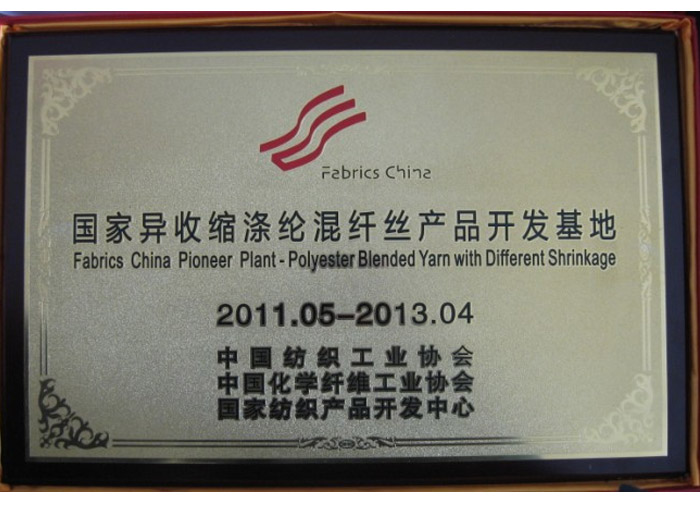 Fabrics China
国家异收缩涤纶混纤丝产品开发基地
Fabrics China Pioneer Plant - Polyester Blended Yarn with Different Shrinkage
2011.05-2013.04
中国纺织工业协会
中国化学纤维工业协会
国家纺织产品开发中心